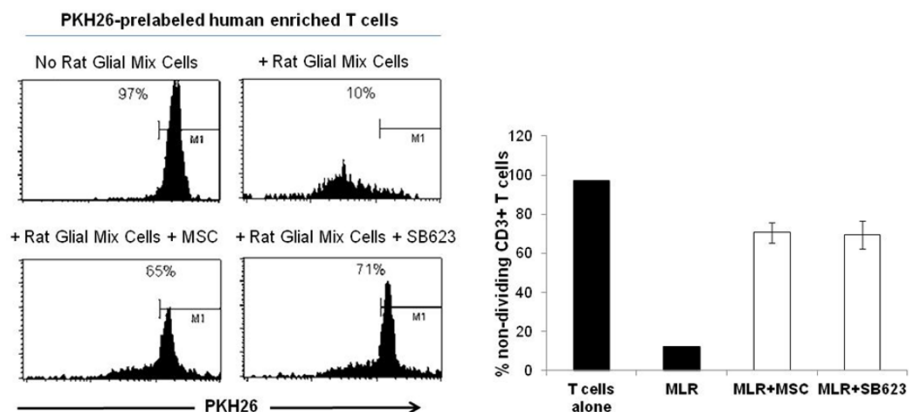 PKH26-prelabeled human enriched T cells
No Rat Glial Mix Cells
+ Rat Glial Mix Cells
97%
M1
10%
M1
+ Rat Glial Mix Cells + MSC
+ Rat Glial Mix Cells + SB623
65%
M1
71%
M1
PKH26
% non-dividing CD3+ T cells
120
100
80
60
40
20
0
T cells alone
MLR
MLR+MSC
MLR+SB623